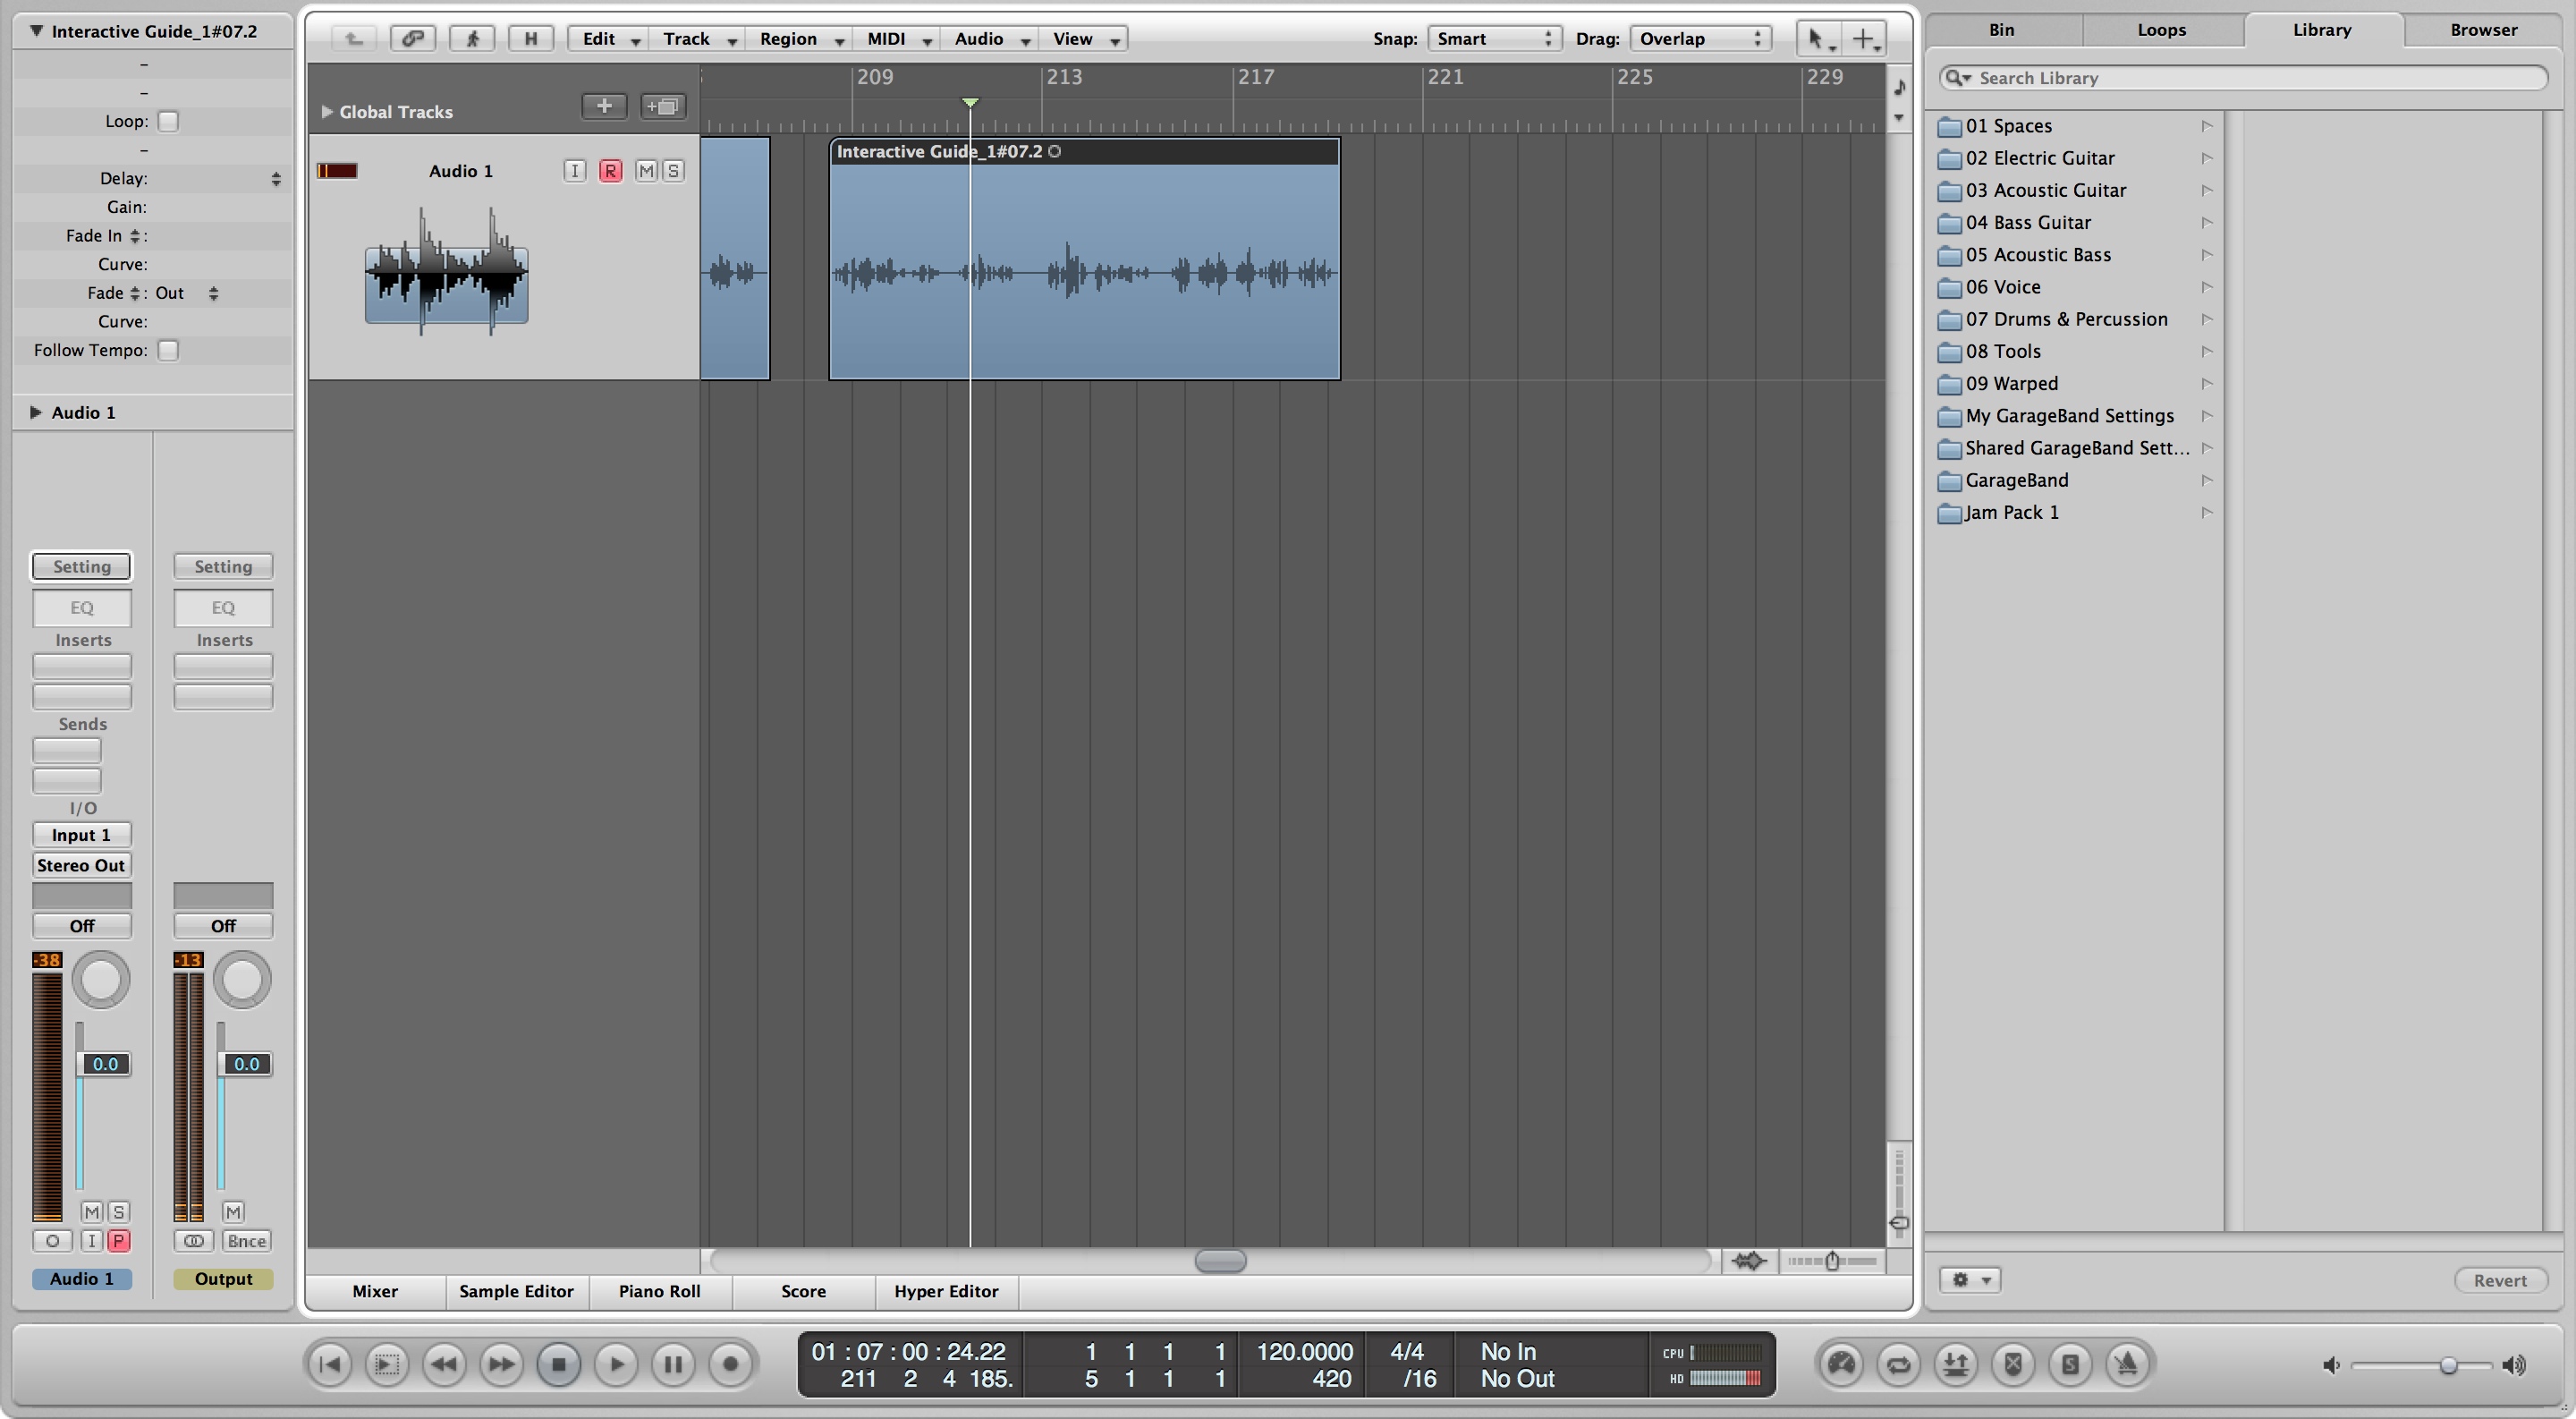 Interactive Guide_1#07.2
–
–
Loop:
–
Delay:
Gain:
Fade In :
Curve:
Fade : Out
Curve:
Follow Tempo:
Audio 1
Setting
Setting
EQ
EQ
Inserts
Inserts
Sends
I/O
Input 1
Stereo Out
Off
Off
-38
-13
0.0
0.0
M S
M
I P
Bnce
Audio 1
Output
H
Edit Track Region MIDI Audio View
Snap: Smart Drag: Overlap
209 213 217 221 225 229
Global Tracks
Audio 1 I R M S
Interactive Guide_1#07.2
Mixer Sample Editor Piano Roll Score Hyper Editor
Bin Loops Library Browser
Search Library
01 Spaces
02 Electric Guitar
03 Acoustic Guitar
04 Bass Guitar
05 Acoustic Bass
06 Voice
07 Drums & Percussion
08 Tools
09 Warped
My GarageBand Settings
Shared GarageBand Sett...
GarageBand
Jam Pack 1
Revert
01 : 07 : 00 : 24.22 1 1 1 1 120.0000 4/4 No In CPU
211 2 4 185. 5 1 1 1 420 /16 No Out HD
S